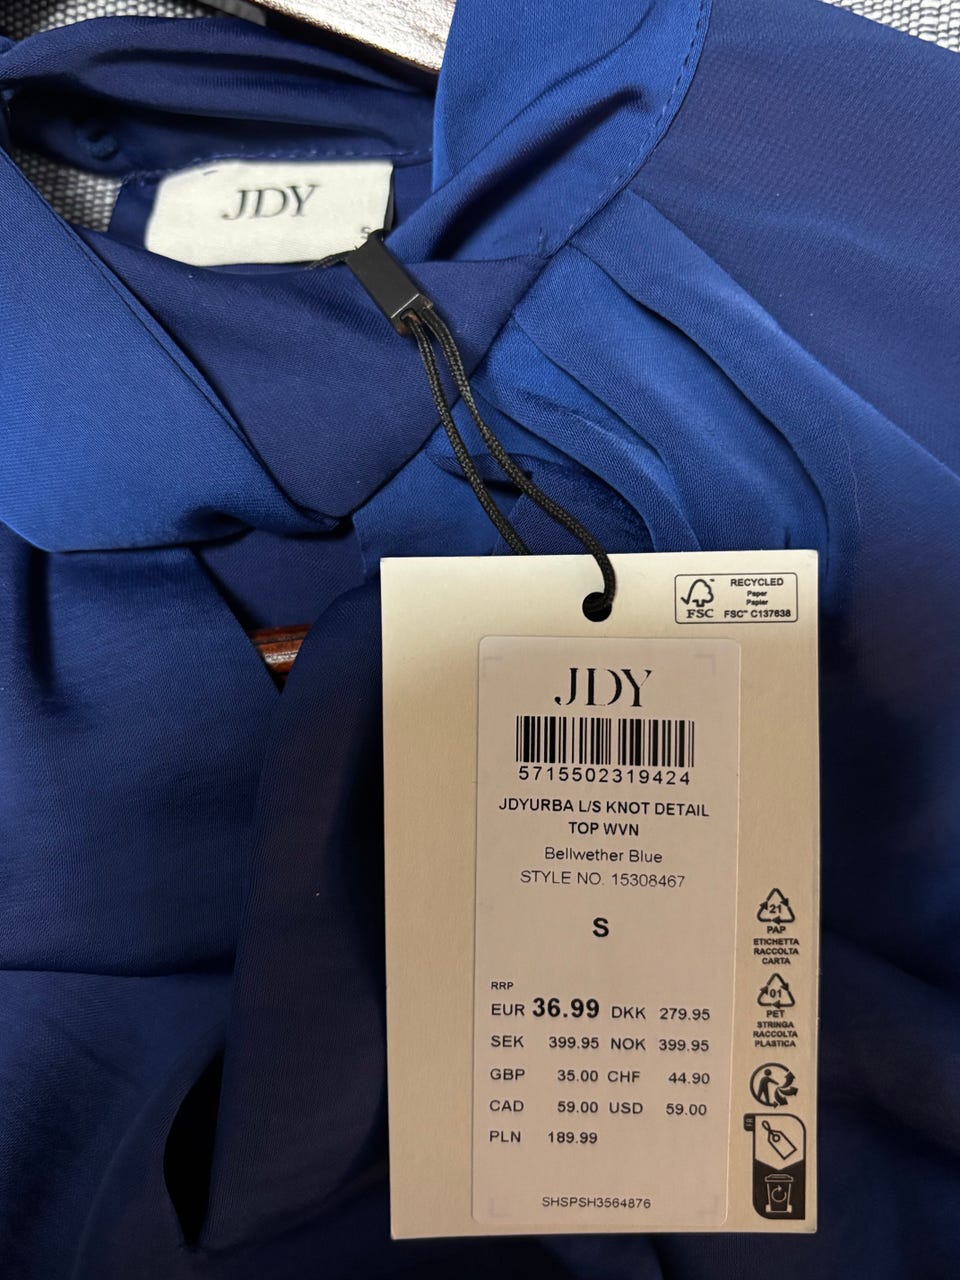 JDY
S
RECYCLED
Paper
Papier
FSC™ C137638
FSC
JDY
5715502319424
JDYURBA L/S KNOT DETAIL
TOP WVN
Bellwether Blue
STYLE NO. 15308467
S
RRP
EUR 36.99 DKK 279.95
SEK 399.95 NOK 399.95
GBP 35.00 CHF 44.90
CAD 59.00 USD 59.00
PLN 189.99
SHSPSH3564876
21
PAP
ETICHETTA
RACCOLTA
CARTA
01
PET
STRINGA
RACCOLTA
PLASTICA
FR